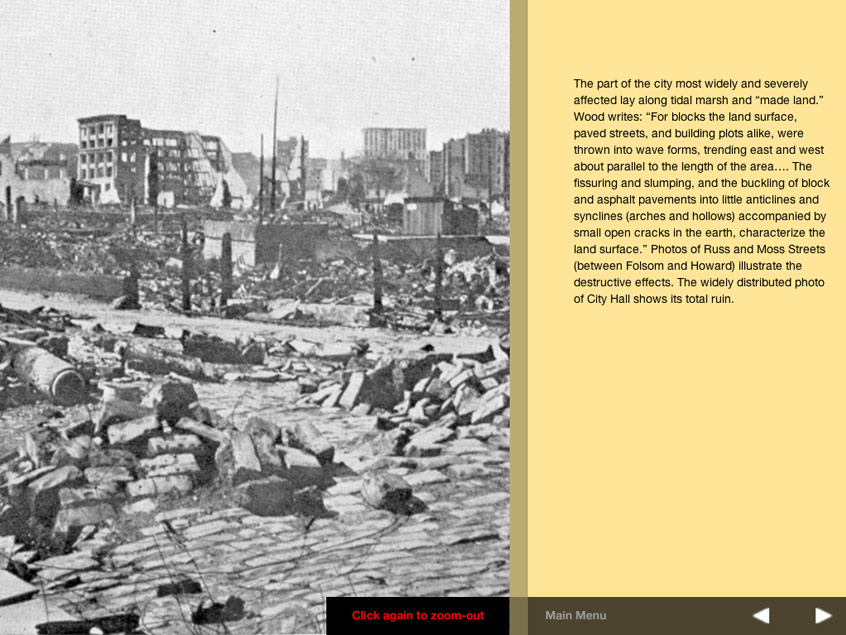 The part of the city most widely and severely
affected lay along tidal marsh and “made land.”
Wood writes: “For blocks the land surface,
paved streets, and building plots alike, were
thrown into wave forms, trending east and west
about parallel to the length of the area.... The
fissuring and slumping, and the buckling of block
and asphalt pavements into little anticlines and
synclines (arches and hollows) accompanied by
small open cracks in the earth, characterize the
land surface.” Photos of Russ and Moss Streets
(between Folsom and Howard) illustrate the
destructive effects. The widely distributed photo
of City Hall shows its total ruin.
Click again to zoom-out
Main Menu